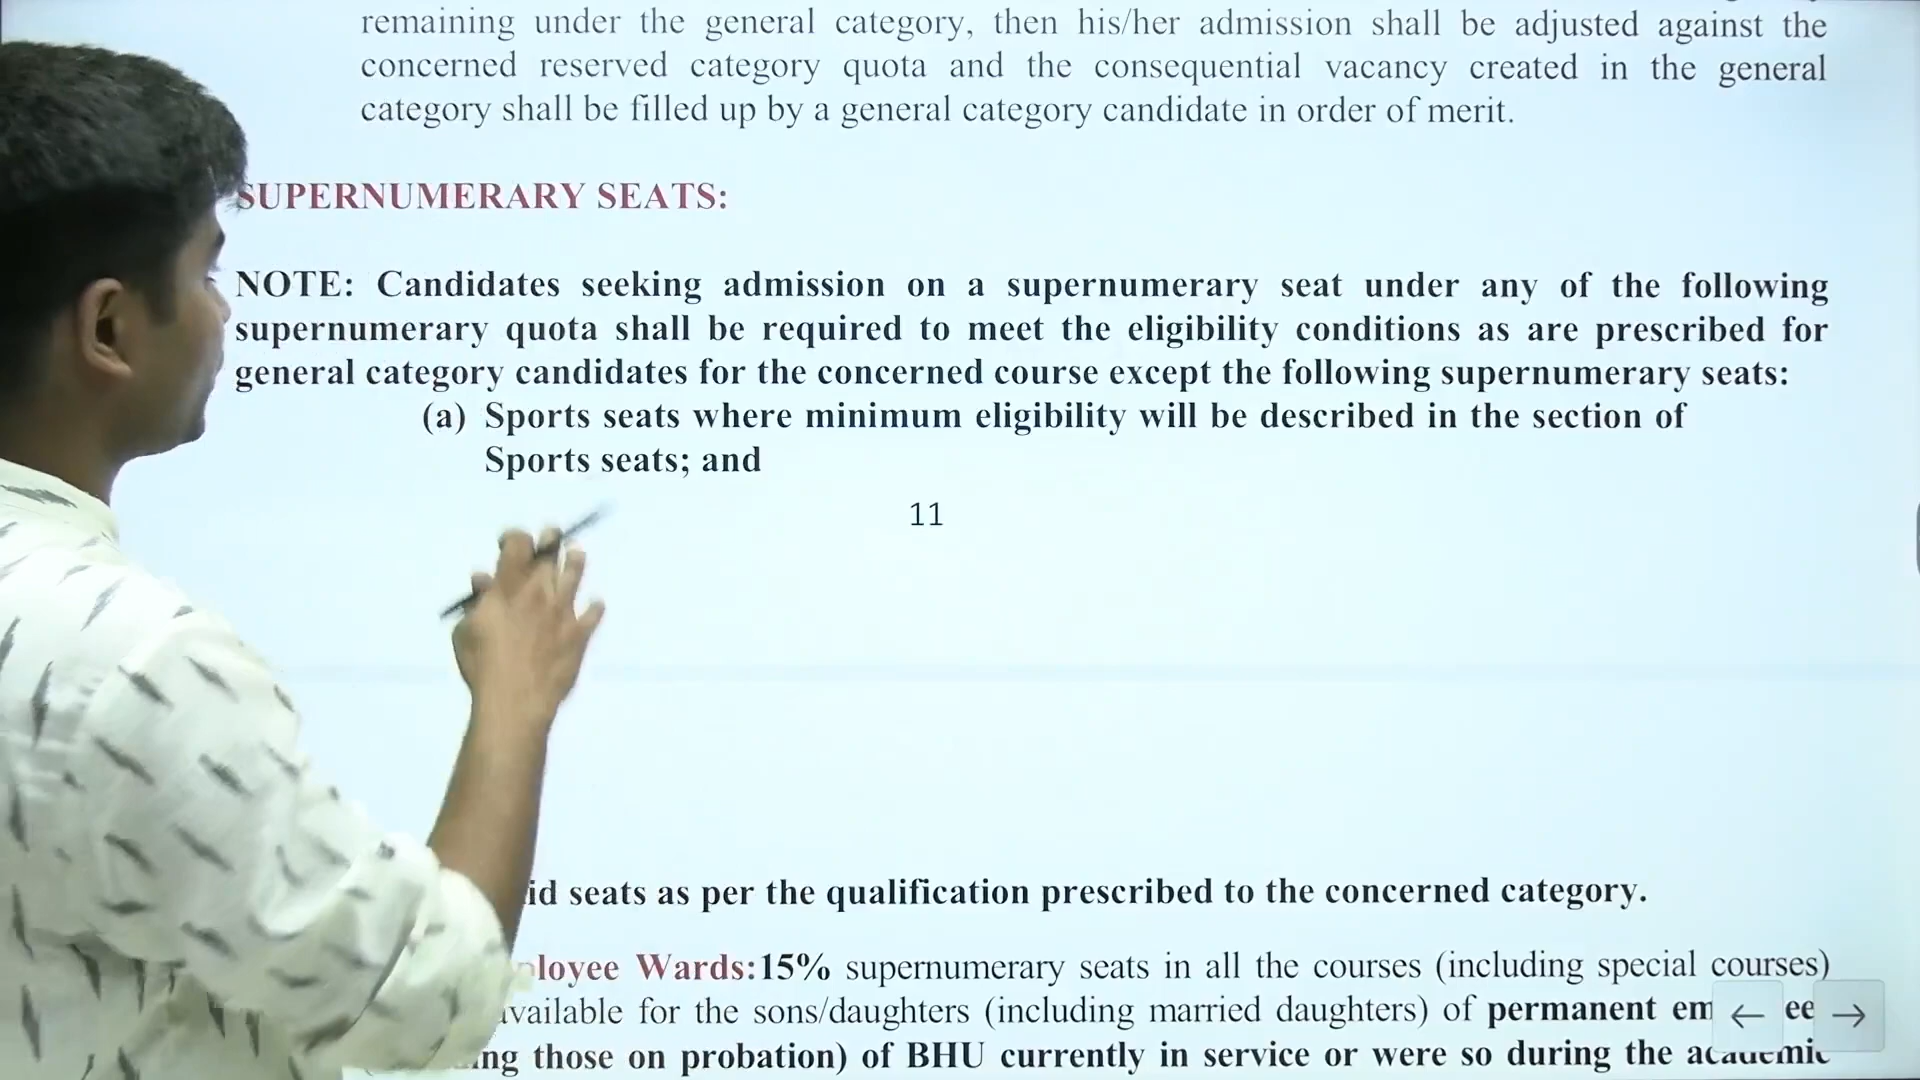 remaining under the general category, then his/her admission shall be adjusted against the
concerned reserved category quota and the consequential vacancy created in the general
category shall be filled up by a general category candidate in order of merit.
SUPERNUMERARY SEATS:
NOTE: Candidates seeking admission on a supernumerary seat under any of the following
supernumerary quota shall be required to meet the eligibility conditions as are prescribed for
general category candidates for the concerned course except the following supernumerary seats:
(a) Sports seats where minimum eligibility will be described in the section of
Sports seats; and
11
seats as per the qualification prescribed to the concerned category.
Wards:15% supernumerary seats in all the courses (including special courses)
for the sons/daughters (including married daughters) of permanent
those on probation) of BHU currently in service or were so during the academic